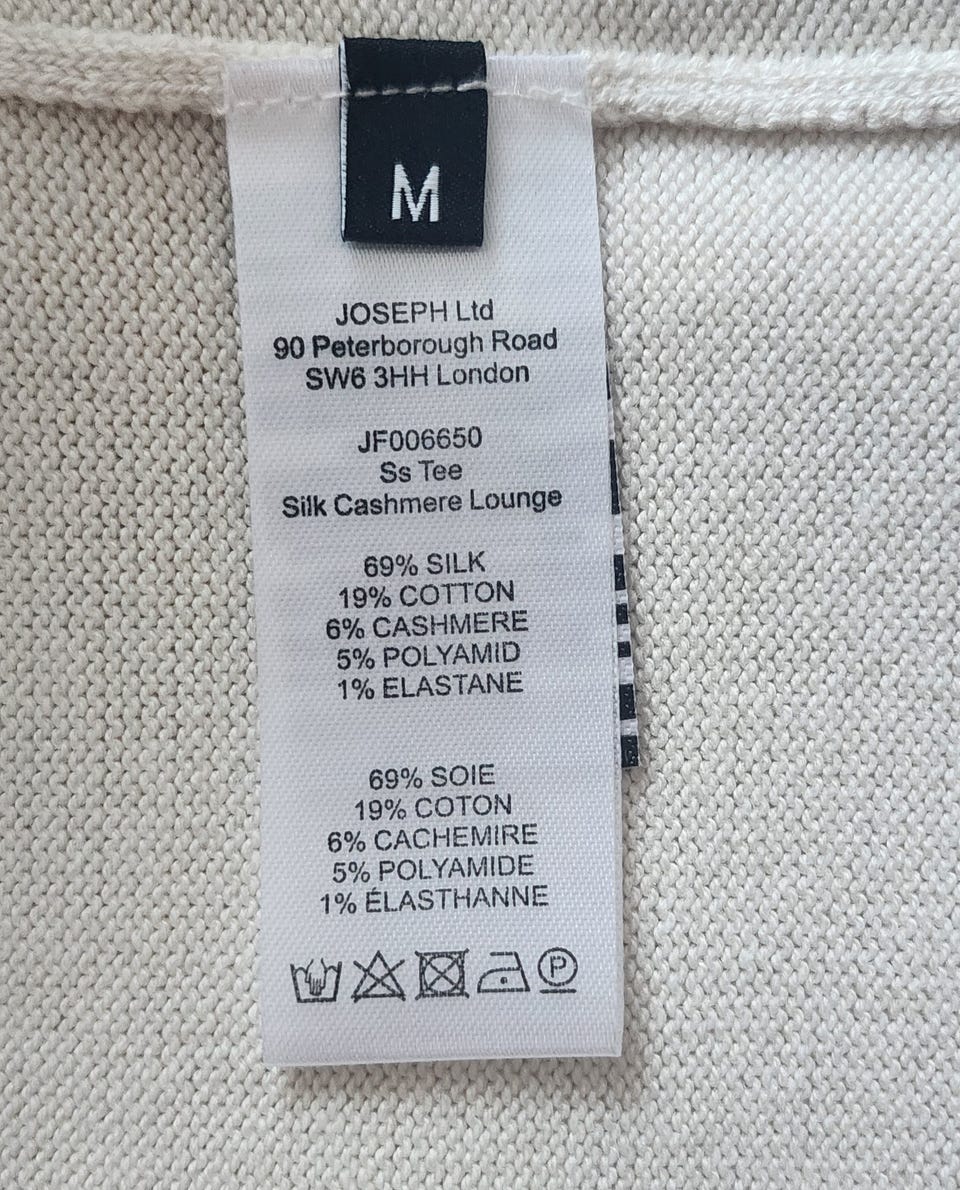 M
JOSEPH Ltd
90 Peterborough Road
SW6 3HH London
JF006650
Ss Tee
Silk Cashmere Lounge
69% SILK
19% COTTON
6% CASHMERE
5% POLYAMID
1% ELASTANE
69% SOIE
19% COTON
6% CACHEMIRE
5% POLYAMIDE
1% ÉLASTHANNE
P